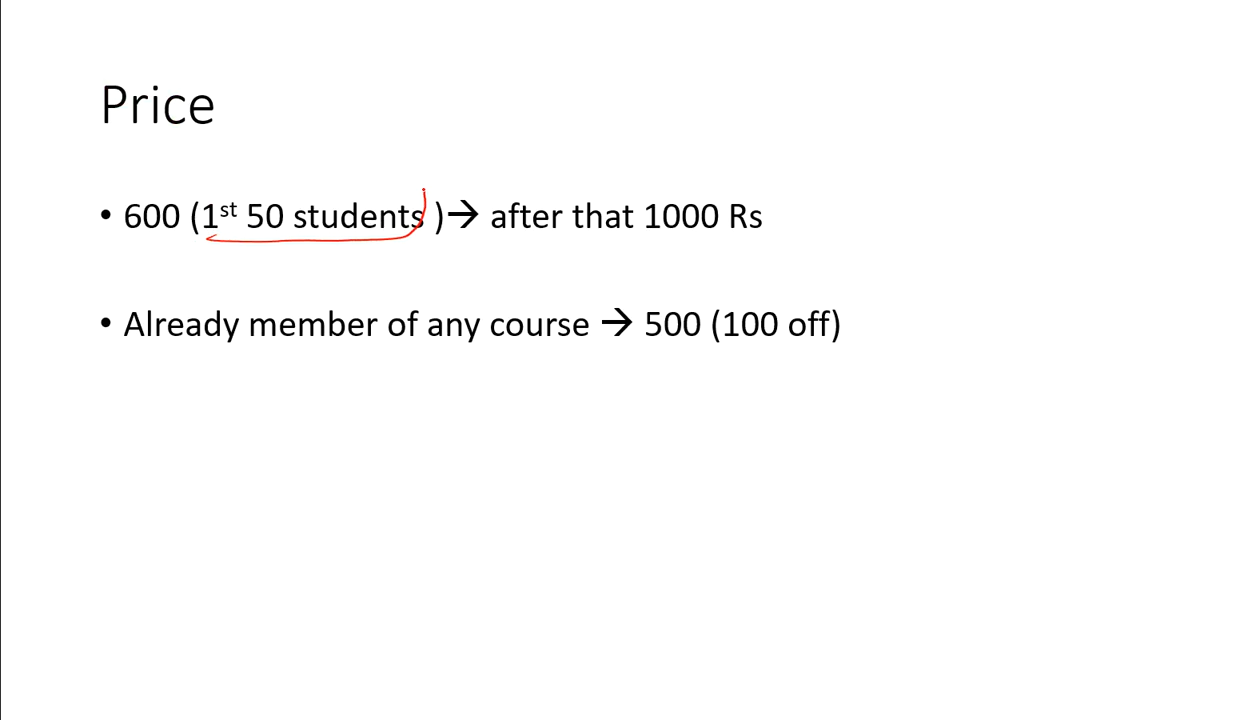 Price
• 600 (1st 50 students )→ after that 1000 Rs
• Already member of any course → 500 (100 off)